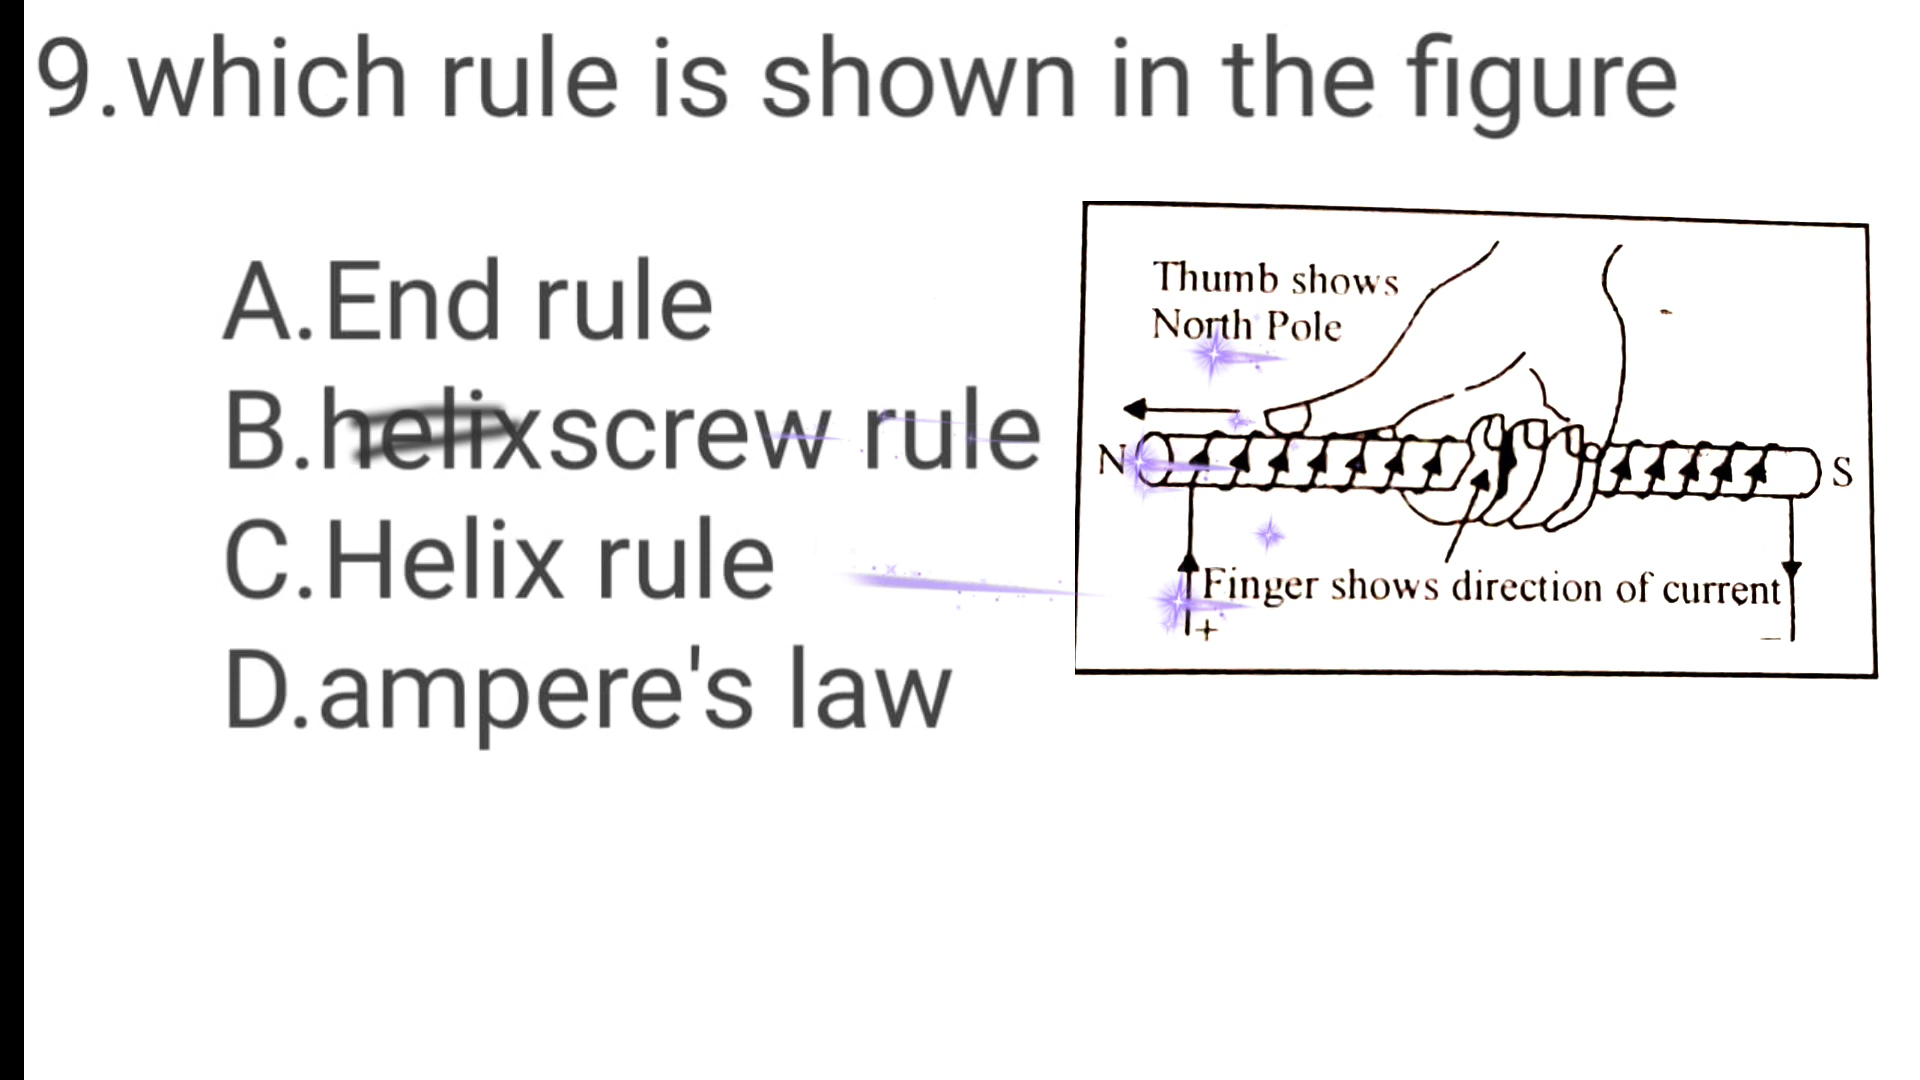 9.which rule is shown in the figure
A.End rule
B.helixscrew rule
C.Helix rule
D.ampere's law
Thumb shows
North Pole
N
S
Finger shows direction of current
+
–